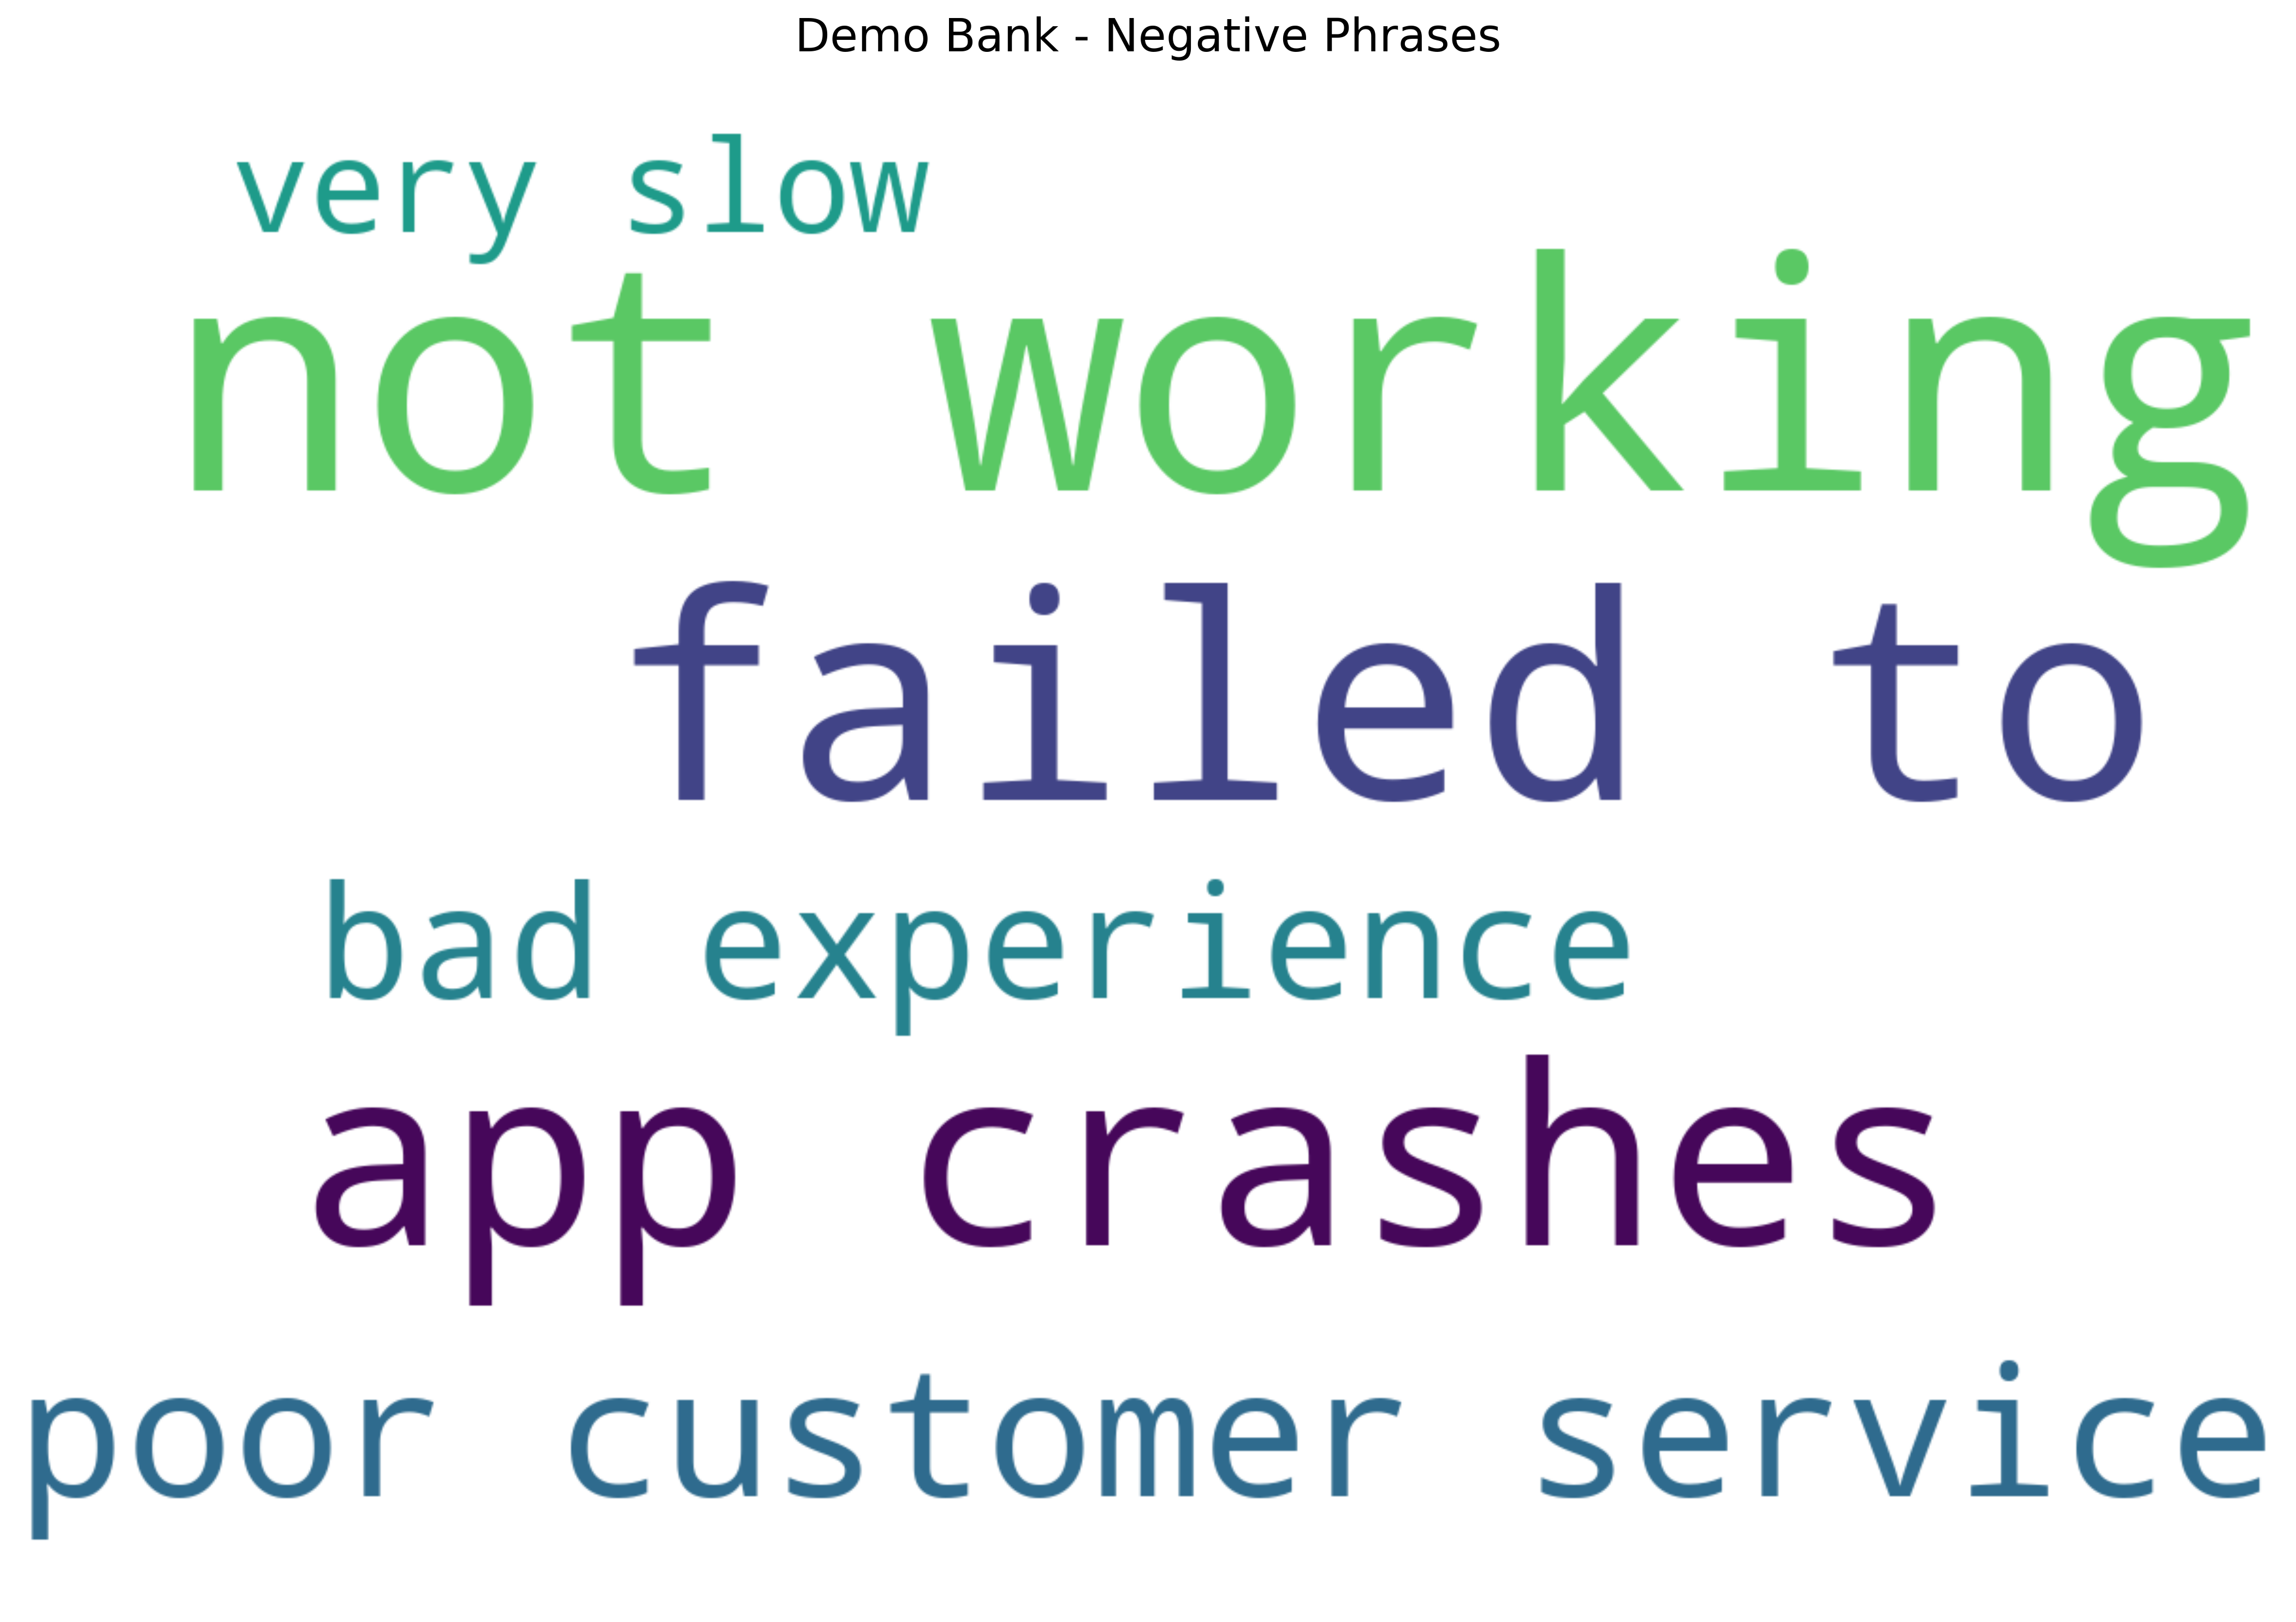 Demo Bank - Negative Phrases
very slow
not working
failed to
bad experience
app crashes
poor customer service